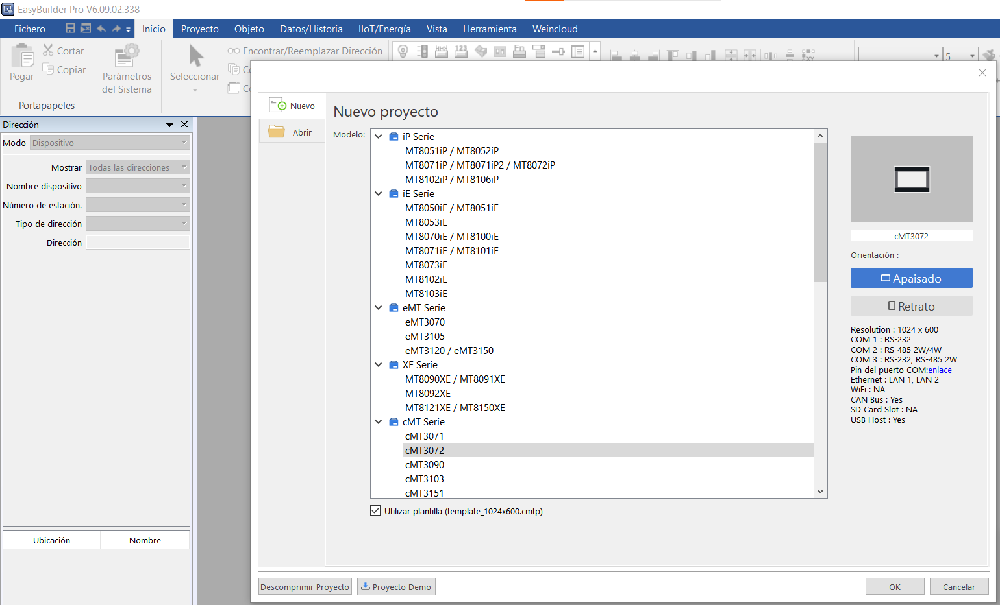 EasyBuilder Pro V6.09.02.338
Fichero
Inicio
Proyecto
Objeto
Datos/Historia
IIoT/Energía
Vista
Herramienta
Weincloud
Cortar
Copiar
Pegar
Portapapeles
Parámetros
del Sistema
Seleccionar
Encontrar/Reemplazar Dirección
5
Dirección
Modo Dispositivo
Mostrar Todas las direcciones
Nombre dispositivo
Número de estación.
Tipo de dirección
Dirección
Ubicación Nombre
Nuevo
Abrir
Nuevo proyecto
Modelo:
iP Serie
MT8051iP / MT8052iP
MT8071iP / MT8071iP2 / MT8072iP
MT8102iP / MT8106iP
iE Serie
MT8050iE / MT8051iE
MT8053iE
MT8070iE / MT8100iE
MT8071iE / MT8101iE
MT8073iE
MT8102iE
MT8103iE
eMT Serie
eMT3070
eMT3105
eMT3120 / eMT3150
XE Serie
MT8090XE / MT8091XE
MT8092XE
MT8121XE / MT8150XE
cMT Serie
cMT3071
cMT3072
cMT3090
cMT3103
cMT3151
Utilizar plantilla (template_1024x600.cmtp)
cMT3072
Orientación :
Apaisado
Retrato
Resolution : 1024 x 600
COM 1 : RS-232
COM 2 : RS-485 2W/4W
COM 3 : RS-232, RS-485 2W
Pin del puerto COM:enlace
Ethernet : LAN 1, LAN 2
WiFi : NA
CAN Bus : Yes
SD Card Slot : NA
USB Host : Yes
Descomprimir Proyecto
Proyecto Demo
OK
Cancelar